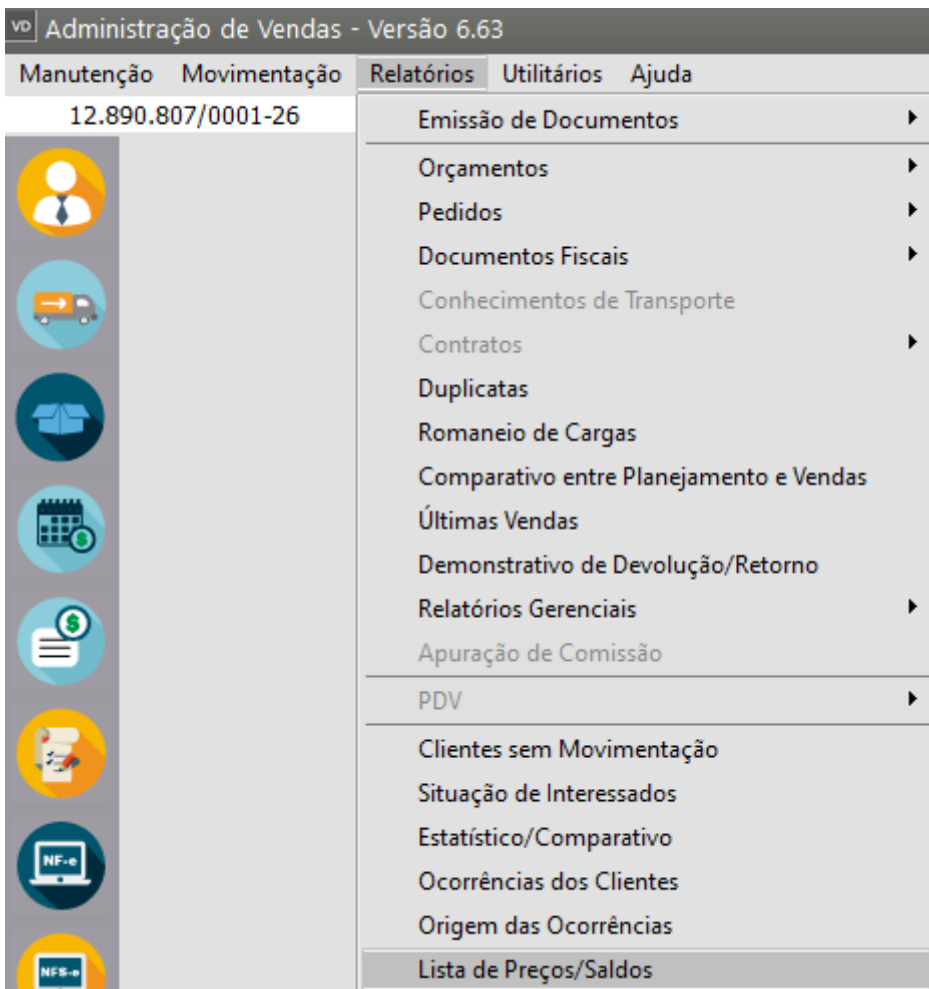 VD Administração de Vendas - Versão 6.63
Manutenção Movimentação Relatórios Utilitários Ajuda
12.890.807/0001-26
Emissão de Documentos
Orçamentos
Pedidos
Documentos Fiscais
Conhecimentos de Transporte
Contratos
Duplicatas
Romaneio de Cargas
Comparativo entre Planejamento e Vendas
Últimas Vendas
Demonstrativo de Devolução/Retorno
Relatórios Gerenciais
Apuração de Comissão
PDV
Clientes sem Movimentação
Situação de Interessados
Estatístico/Comparativo
NF-e
Ocorrências dos Clientes
Origem das Ocorrências
NFS-e
Lista de Preços/Saldos